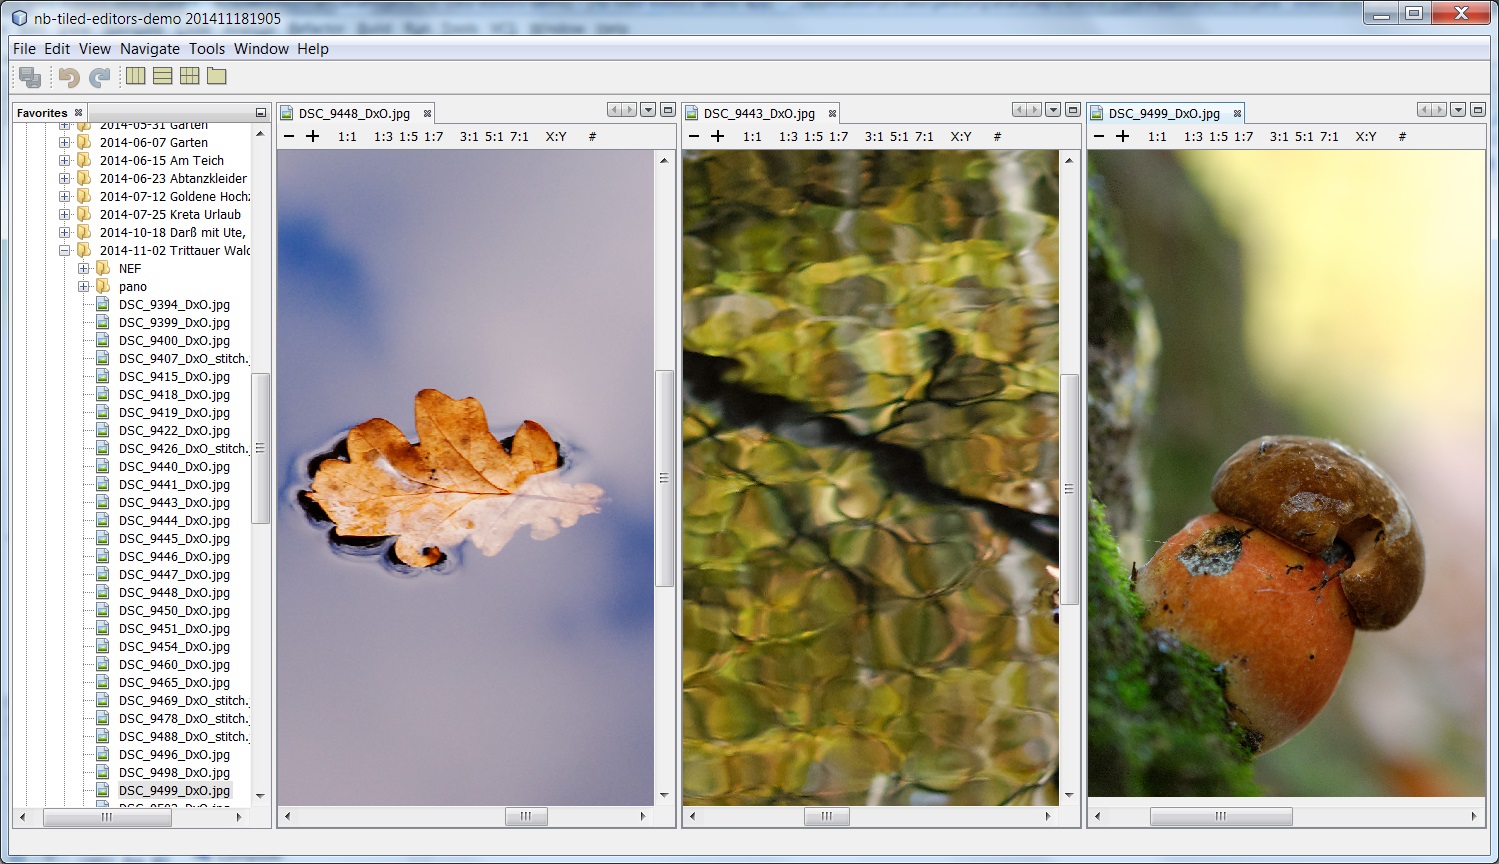 nb-tiled-editors-demo 201411181905
File Edit View Navigate Tools Window Help
Favorites
2014-05-31 Garten
2014-06-07 Garten
2014-06-15 Am Teich
2014-06-23 Abtanzkleider
2014-07-12 Goldene Hochz
2014-07-25 Kreta Urlaub
2014-10-18 Darß mit Ute,
2014-11-02 Trittauer Wald
NEF
pano
DSC_9394_DxO.jpg
DSC_9399_DxO.jpg
DSC_9400_DxO.jpg
DSC_9407_DxO_stitch.
DSC_9415_DxO.jpg
DSC_9418_DxO.jpg
DSC_9419_DxO.jpg
DSC_9422_DxO.jpg
DSC_9426_DxO_stitch.
DSC_9440_DxO.jpg
DSC_9441_DxO.jpg
DSC_9443_DxO.jpg
DSC_9444_DxO.jpg
DSC_9445_DxO.jpg
DSC_9446_DxO.jpg
DSC_9447_DxO.jpg
DSC_9448_DxO.jpg
DSC_9450_DxO.jpg
DSC_9451_DxO.jpg
DSC_9454_DxO.jpg
DSC_9460_DxO.jpg
DSC_9465_DxO.jpg
DSC_9469_DxO_stitch.
DSC_9478_DxO_stitch.
DSC_9488_DxO_stitch.
DSC_9496_DxO.jpg
DSC_9498_DxO.jpg
DSC_9499_DxO.jpg
DSC_9448_DxO.jpg
1:1 1:3 1:5 1:7 3:1 5:1 7:1 X:Y #
DSC_9443_DxO.jpg
1:1 1:3 1:5 1:7 3:1 5:1 7:1 X:Y #
DSC_9499_DxO.jpg
1:1 1:3 1:5 1:7 3:1 5:1 7:1 X:Y #